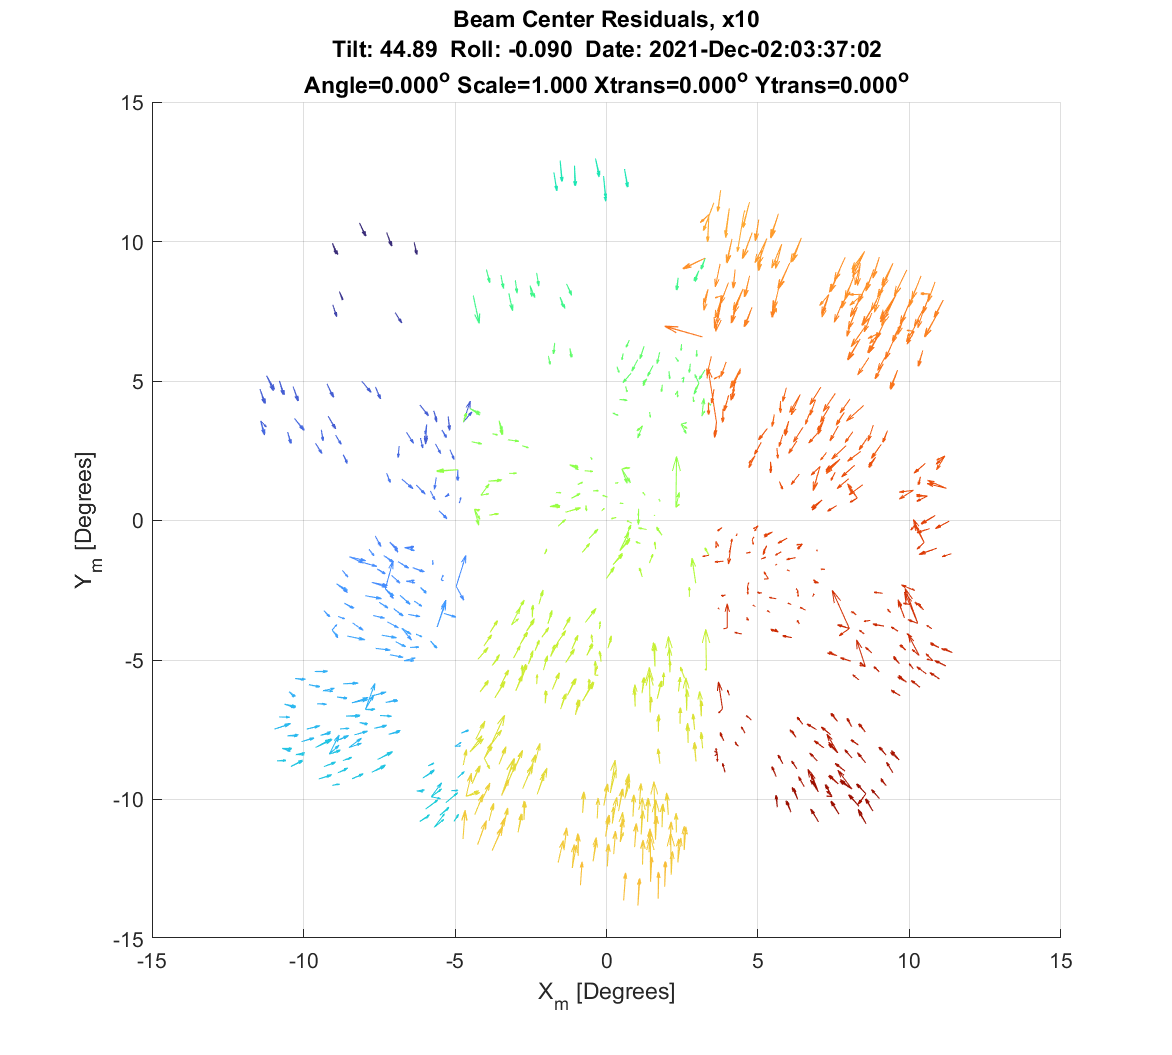 Beam Center Residuals, x10
Tilt: 44.89 Roll: -0.090 Date: 2021-Dec-02:03:37:02
Angle=0.000° Scale=1.000 Xtrans=0.000° Ytrans=0.000°
15
10
5
0
-5
-10
-15
Y_m [Degrees]
-15 -10 -5 0 5 10 15
X_m [Degrees]